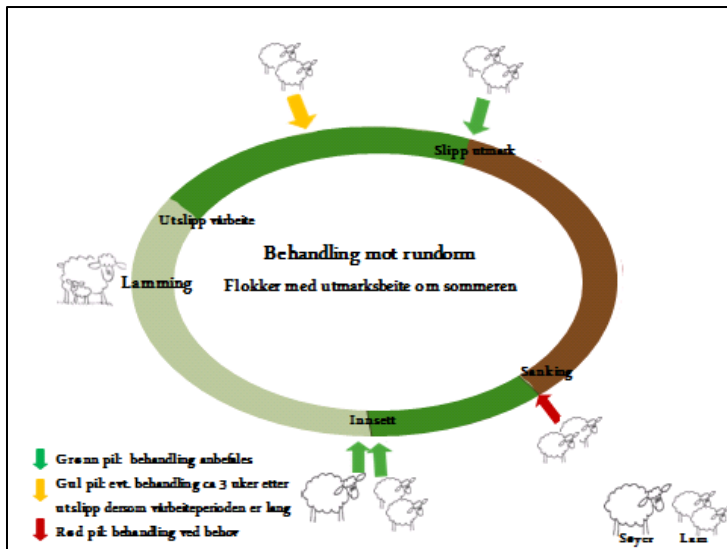 Slipp utmark
Utslipp vårbeite
Behandling mot rundorm
Flokker med utmarksbeite om sommeren
Lamming
Sanking
Innsett
Grønn pil: behandling anbefales
Gul pil: evt. behandling ca 3 uker etter
utslipp dersom vårbeiteperioden er lang
Rød pil: behandling ved behov
Søyer Lam